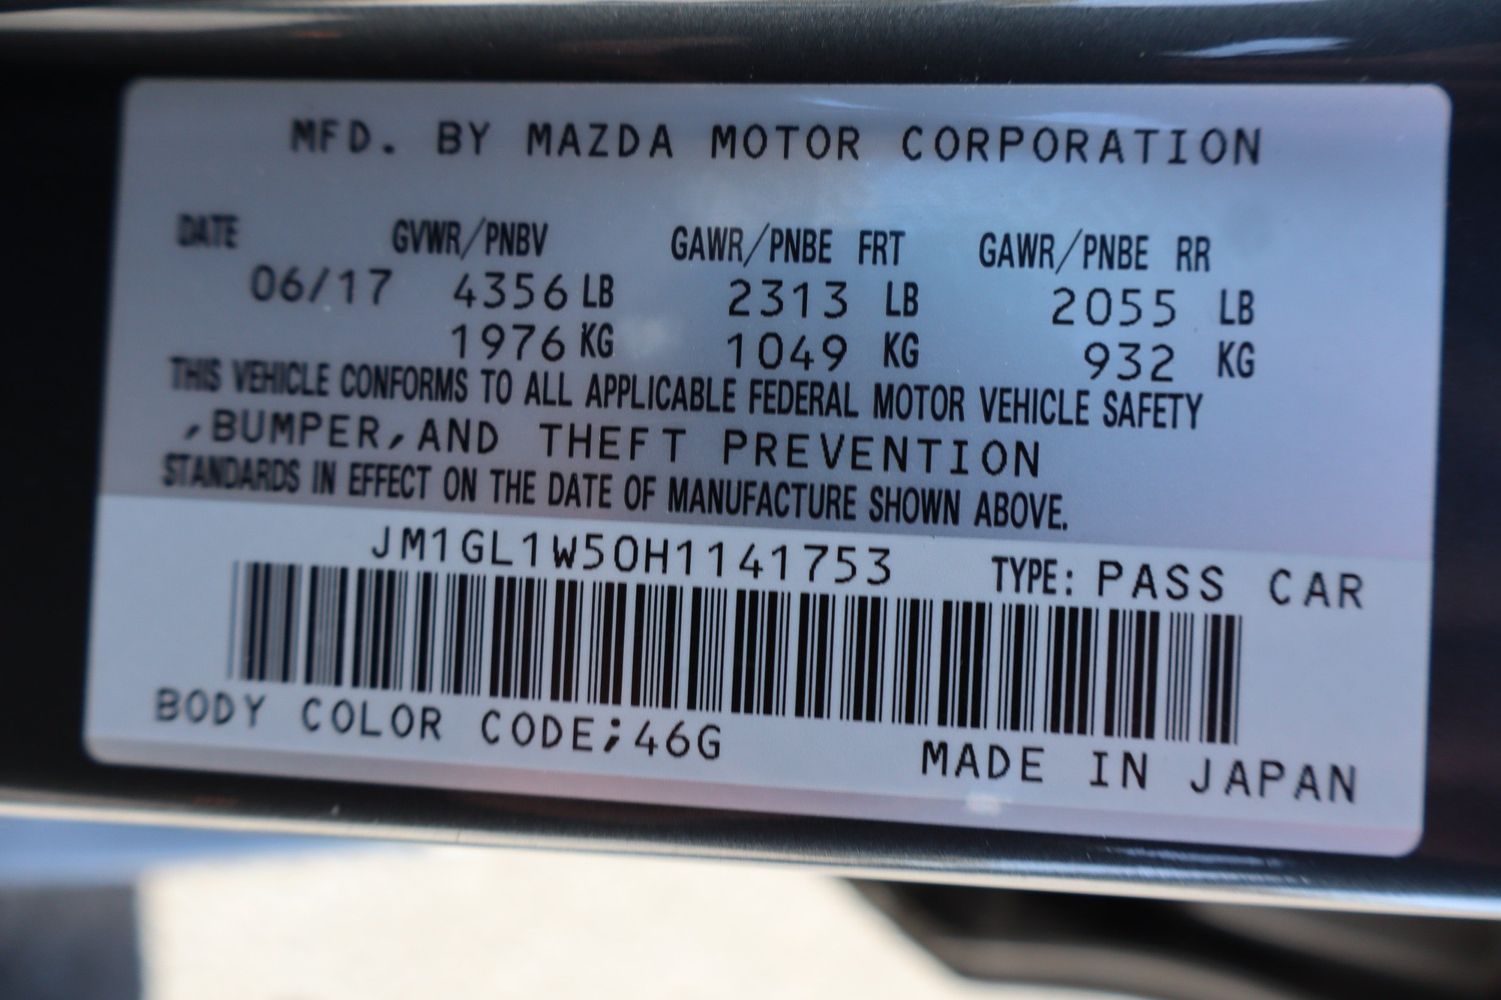 MFD. BY MAZDA MOTOR CORPORATION
DATE GVWR/PNBV GAWR/PNBE FRT GAWR/PNBE RR
06/17 4356 LB 2313 LB 2055 LB
1976 KG 1049 KG 932 KG
THIS VEHICLE CONFORMS TO ALL APPLICABLE FEDERAL MOTOR VEHICLE SAFETY
,BUMPER,AND THEFT PREVENTION
STANDARDS IN EFFECT ON THE DATE OF MANUFACTURE SHOWN ABOVE.
JM1GL1W50H1141753 TYPE: PASS CAR
BODY COLOR CODE;46G MADE IN JAPAN